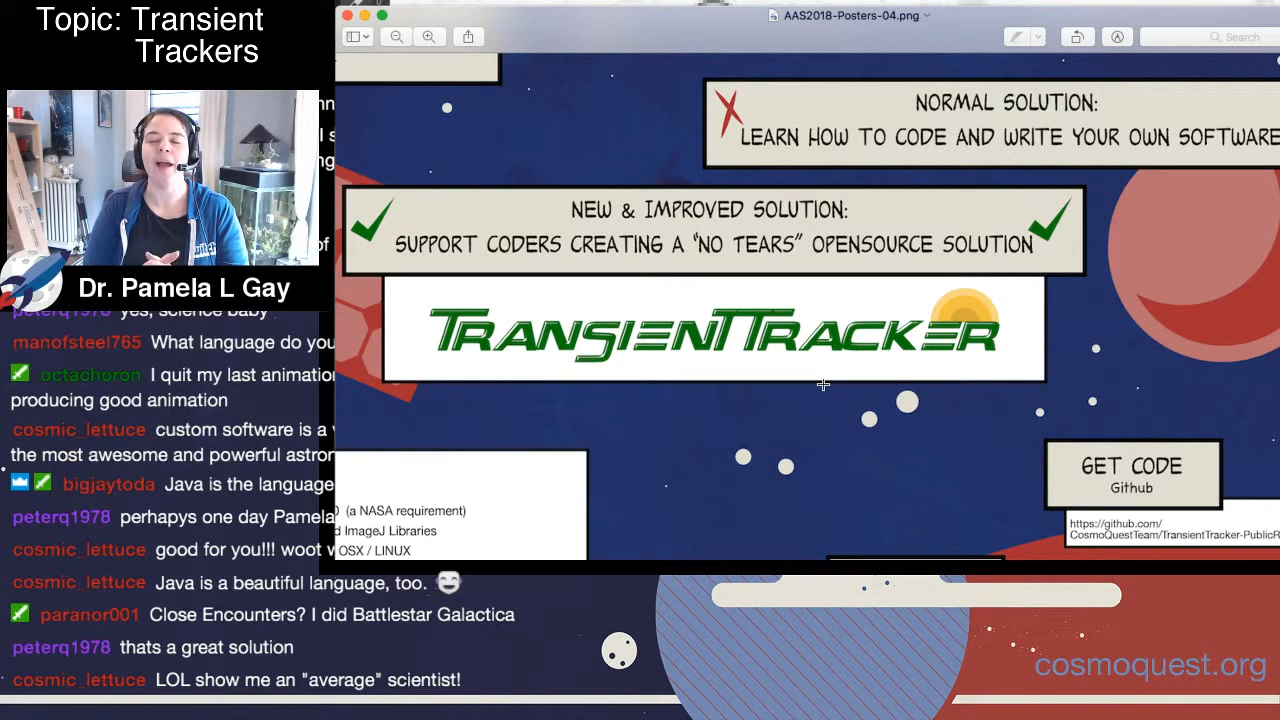 Topic: Transient
Trackers
Dr. Pamela L Gay
peterq1978 yes, science baby
manofsteel765 What language do you
octachoron I quit my last animation
producing good animation
cosmic_lettuce custom software is a
the most awesome and powerful
bigjaytoda Java is the language
peterq1978 perhapys one day Pamela
cosmic_lettuce good for you!!! woot
cosmic_lettuce Java is a beautiful language, too.
paranor001 Close Encounters? I did Battlestar Galactica
peterq1978 thats a great solution
cosmic_lettuce LOL show me an "average" scientist!
AAS2018-Posters-04.png
Search
NORMAL SOLUTION:
LEARN HOW TO CODE AND WRITE YOUR OWN SOFTWARE
NEW & IMPROVED SOLUTION:
SUPPORT CODERS CREATING A "NO TEARS" OPENSOURCE SOLUTION
TRANSIENTTRACKER
GET CODE
Github
https://github.com/
CosmoQuestTeam/TransientTracker-PublicR
(a NASA requirement)
ImageJ Libraries
OSX / LINUX
cosmoquest.org